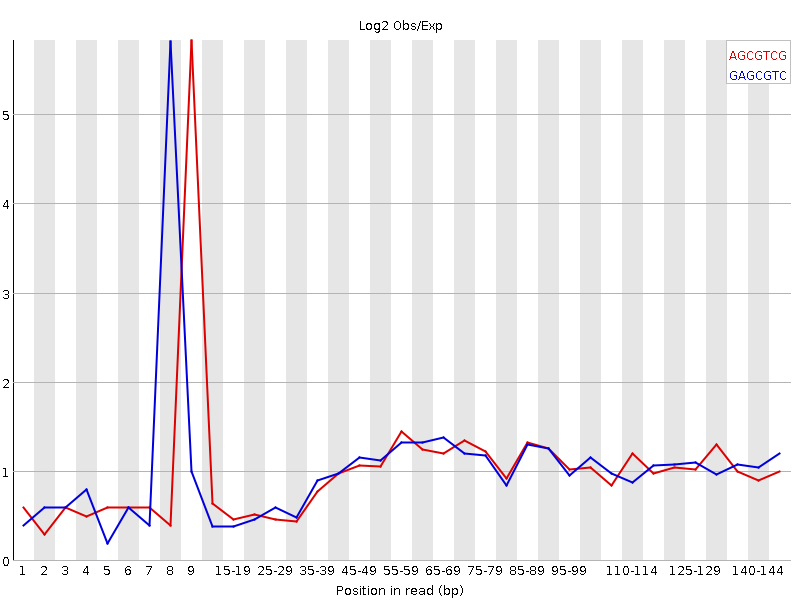 Log2 Obs/Exp
AGCGTCG
GAGCGTC
5
4
3
2
1
0
1 2 3 4 5 6 7 8 9 15-19 25-29 35-39 45-49 55-59 65-69 75-79 85-89 95-99 110-114 125-129 140-144
Position in read (bp)